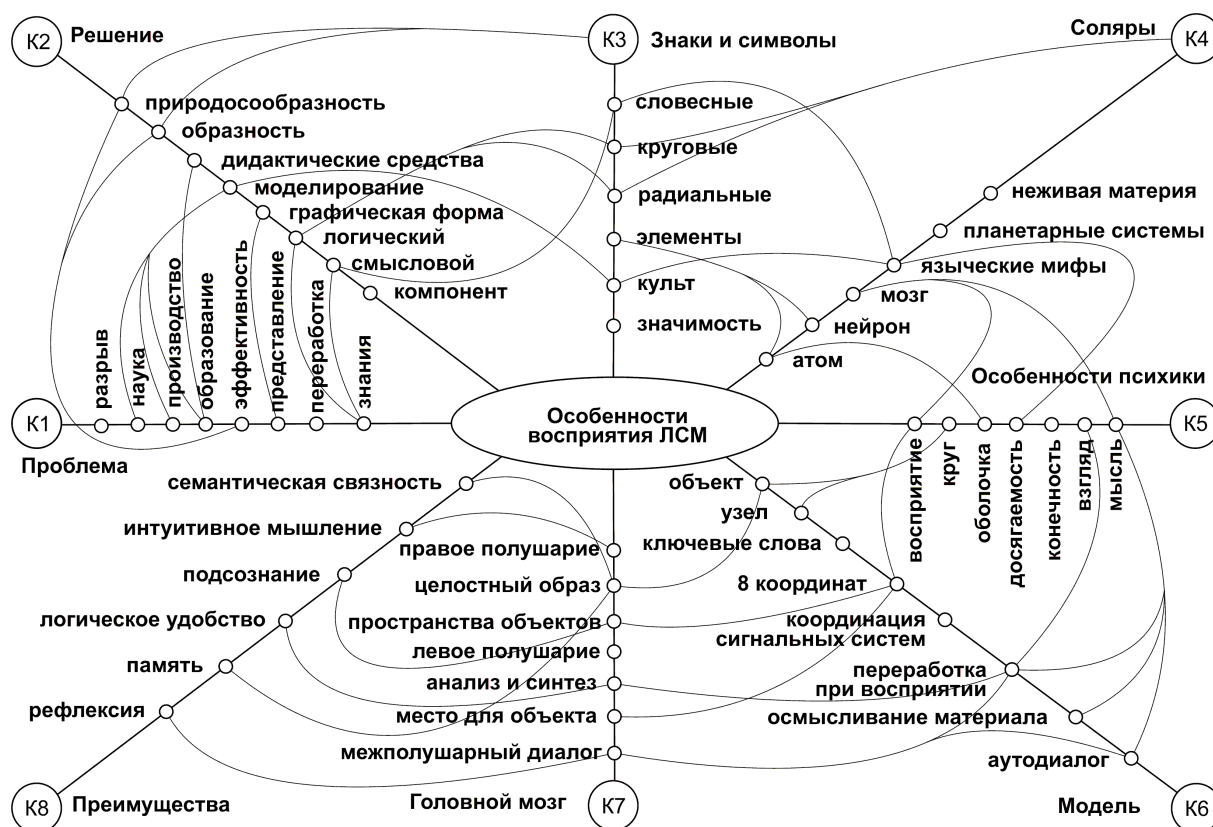 К2
Решение
природосообразность
образность
дидактические средства
моделирование
графическая форма
логический
смысловой
компонент
К3
Знаки и символы
словесные
круговые
радиальные
элементы
культ
значимость
Соляры
К4
неживая материя
планетарные системы
языческие мифы
мозг
нейрон
атом
К1
Проблема
разрыв
наука
производство
образование
эффективность
представление
переработка
знания
Особенности
восприятия ЛСМ
Особенности психики
К5
восприятие
круг
оболочка
досягаемость
конечность
взгляд
мысль
семантическая связность
интуитивное мышление
подсознание
логическое удобство
память
рефлексия
К8
Преимущества
правое полушарие
целостный образ
пространства объектов
левое полушарие
анализ и синтез
место для объекта
межполушарный диалог
Головной мозг
К7
объект
узел
ключевые слова
8 координат
координация
сигнальных систем
переработка
при восприятии
осмысливание материала
аутодиалог
Модель
К6